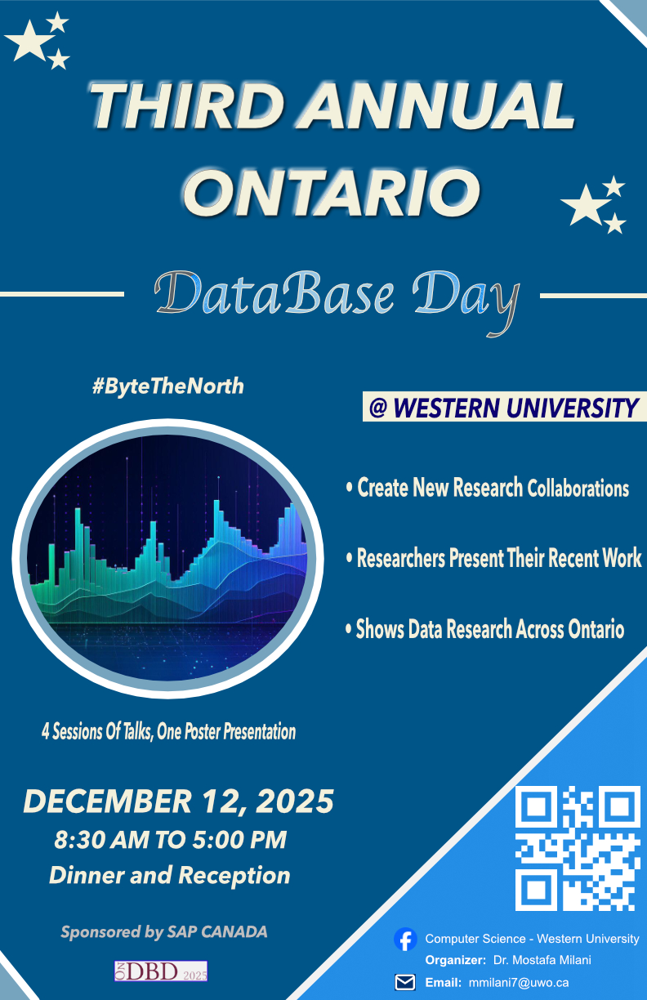 THIRD ANNUAL
ONTARIO
DataBase Day
#ByteTheNorth
@ WESTERN UNIVERSITY
• Create New Research Collaborations
• Researchers Present Their Recent Work
• Shows Data Research Across Ontario
4 Sessions Of Talks, One Poster Presentation
DECEMBER 12, 2025
8:30 AM TO 5:00 PM
Dinner and Reception
Sponsored by SAP CANADA
ON DBD 2025
Computer Science - Western University
Organizer: Dr. Mostafa Milani
Email: mmilani7@uwo.ca